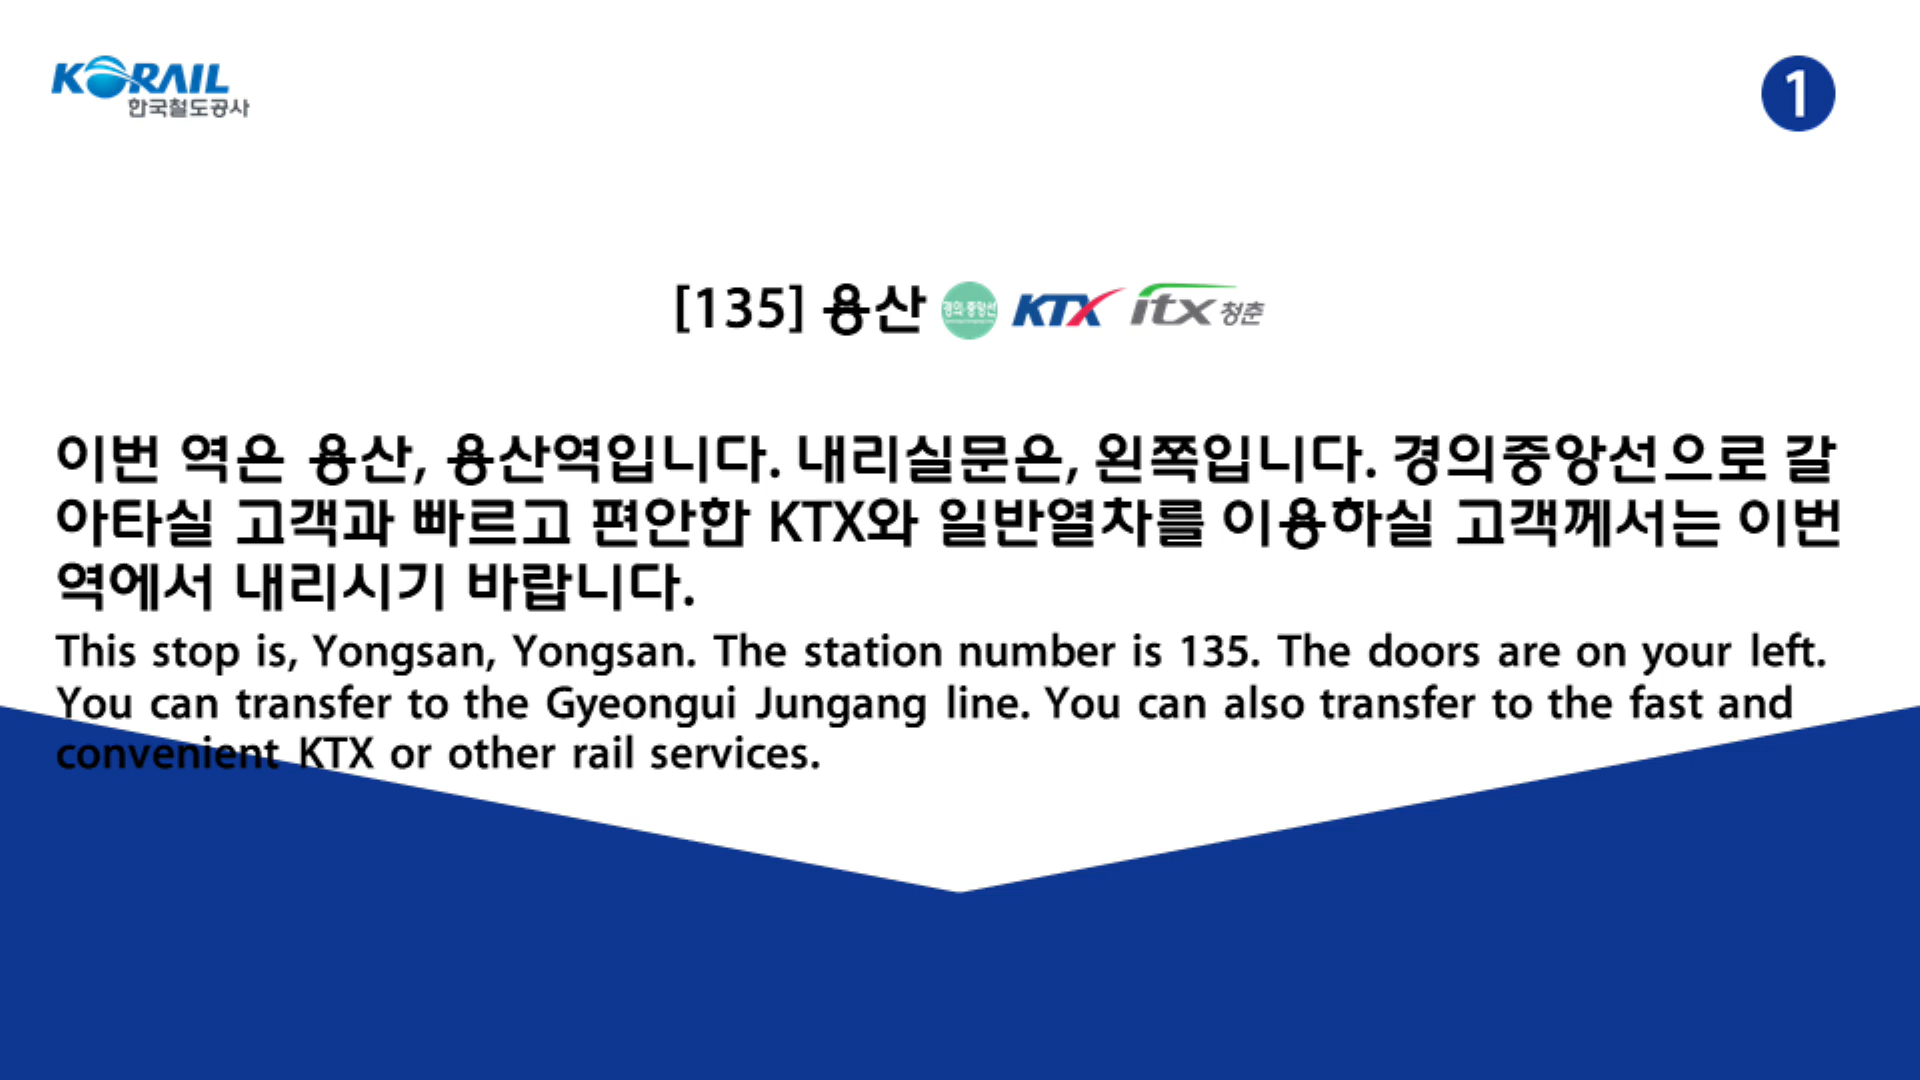 KORAIL
한국철도공사
1
[135] 용산 경의·중앙선 KTX itx 청춘
이번 역은 용산, 용산역입니다. 내리실문은, 왼쪽입니다. 경의중앙선으로 갈
아타실 고객과 빠르고 편안한 KTX와 일반열차를 이용하실 고객께서는 이번
역에서 내리시기 바랍니다.
This stop is, Yongsan, Yongsan. The station number is 135. The doors are on your left.
You can transfer to the Gyeongui Jungang line. You can also transfer to the fast and
convenient KTX or other rail services.